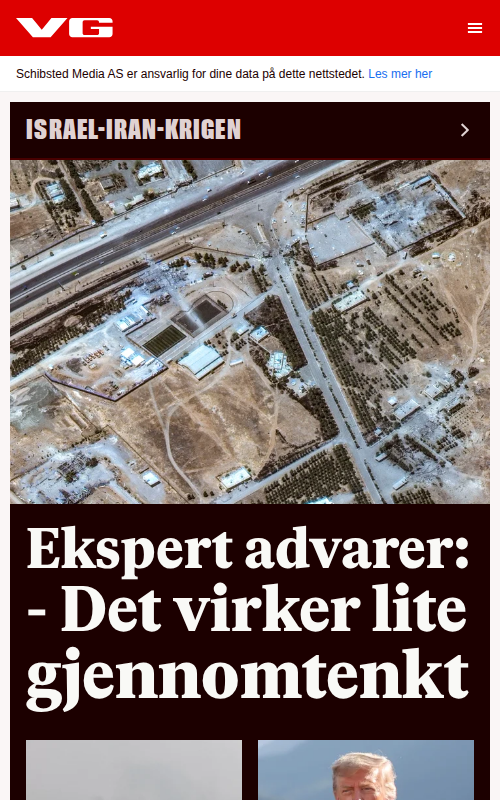 VG
Schibsted Media AS er ansvarlig for dine data på dette nettstedet. Les mer her
ISRAEL-IRAN-KRIGEN
Ekspert advarer:
- Det virker lite
gjennomtenkt